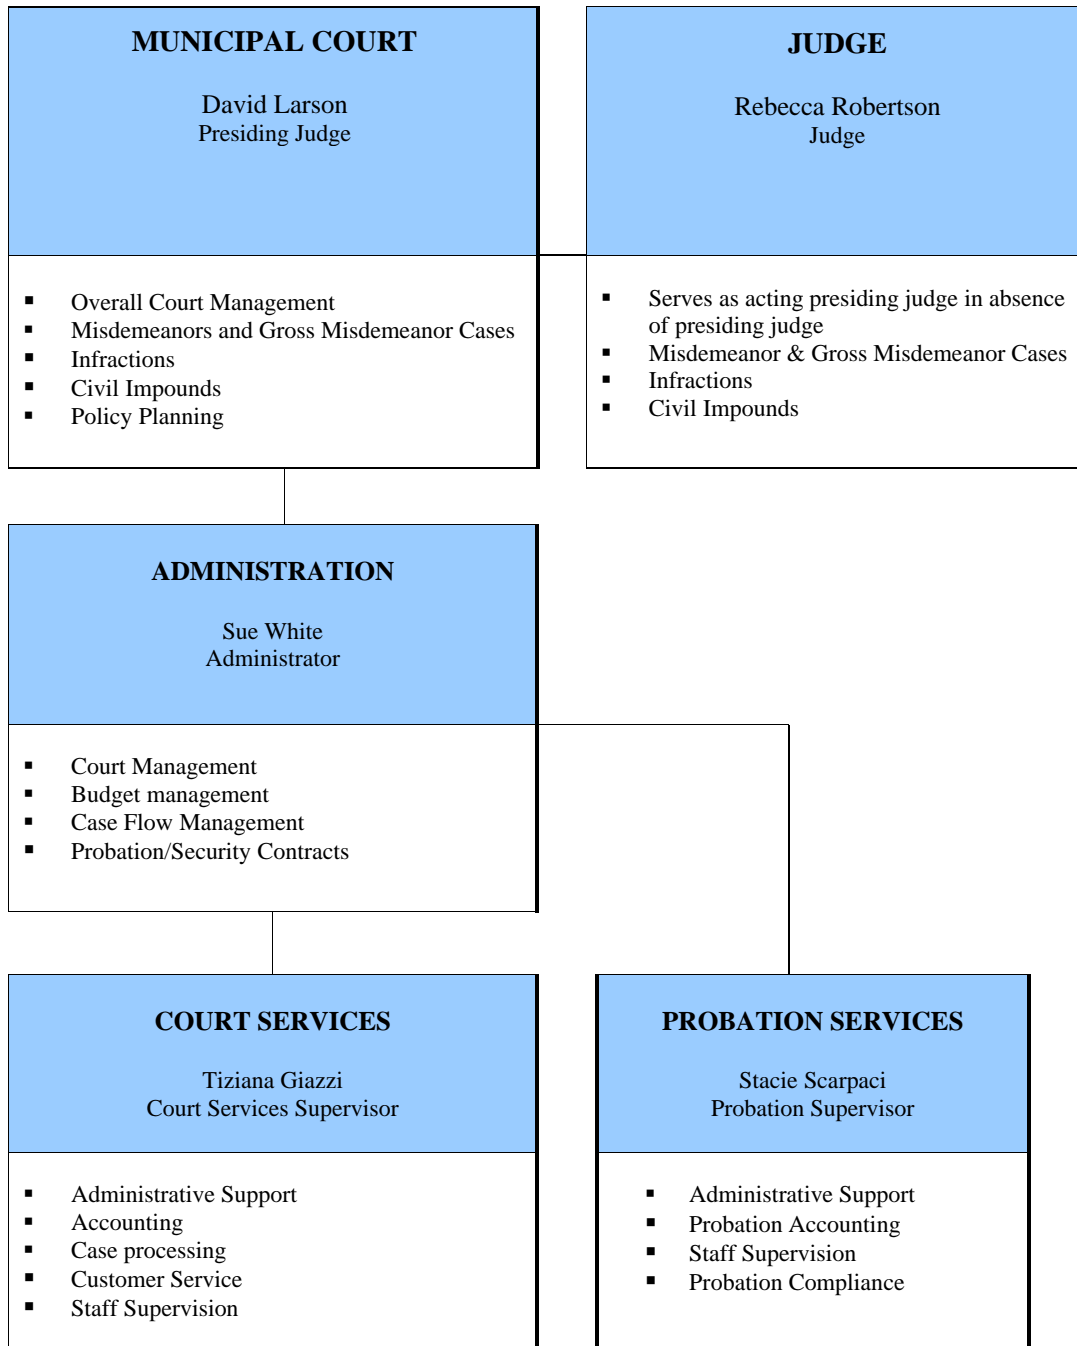 MUNICIPAL COURT
David Larson
Presiding Judge
▪ Overall Court Management
▪ Misdemeanors and Gross Misdemeanor Cases
▪ Infractions
▪ Civil Impounds
▪ Policy Planning
JUDGE
Rebecca Robertson
Judge
▪ Serves as acting presiding judge in absence
of presiding judge
▪ Misdemeanor & Gross Misdemeanor Cases
▪ Infractions
▪ Civil Impounds
ADMINISTRATION
Sue White
Administrator
▪ Court Management
▪ Budget management
▪ Case Flow Management
▪ Probation/Security Contracts
COURT SERVICES
Tiziana Giazzi
Court Services Supervisor
▪ Administrative Support
▪ Accounting
▪ Case processing
▪ Customer Service
▪ Staff Supervision
PROBATION SERVICES
Stacie Scarpaci
Probation Supervisor
▪ Administrative Support
▪ Probation Accounting
▪ Staff Supervision
▪ Probation Compliance